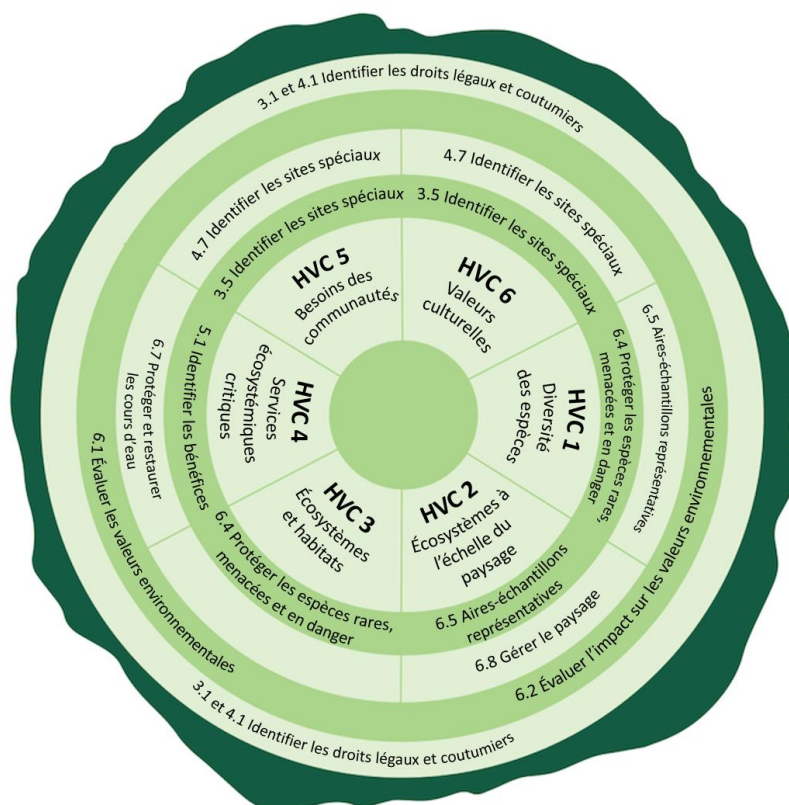 3.1 et 4.1 Identifier les droits légaux et coutumiers
4.7 Identifier les sites spéciaux
4.7 Identifier les sites spéciaux
3.5 Identifier les sites spéciaux
3.5 Identifier les sites spéciaux
HVC 5
Besoins des
communautés
HVC 6
Valeurs
culturelles
HVC 1
Diversité
des espèces
6.4 Protéger les espèces rares,
menacées et en danger
6.5 Aires-échantillons représentatives
HVC 2
Écosystèmes à
l'échelle du
paysage
6.5 Aires-échantillons
représentatives
6.8 Gérer le paysage
6.2 Évaluer l'impact sur les valeurs environnementales
HVC 3
Écosystèmes
et habitats
6.4 Protéger les espèces rares,
menacées et en danger
HVC 4
Services
écosystémiques
critiques
5.1 Identifier les bénéfices
6.7 Protéger et restaurer
les cours d'eau
6.1 Évaluer les valeurs environnementales
3.1 et 4.1 Identifier les droits légaux et coutumiers